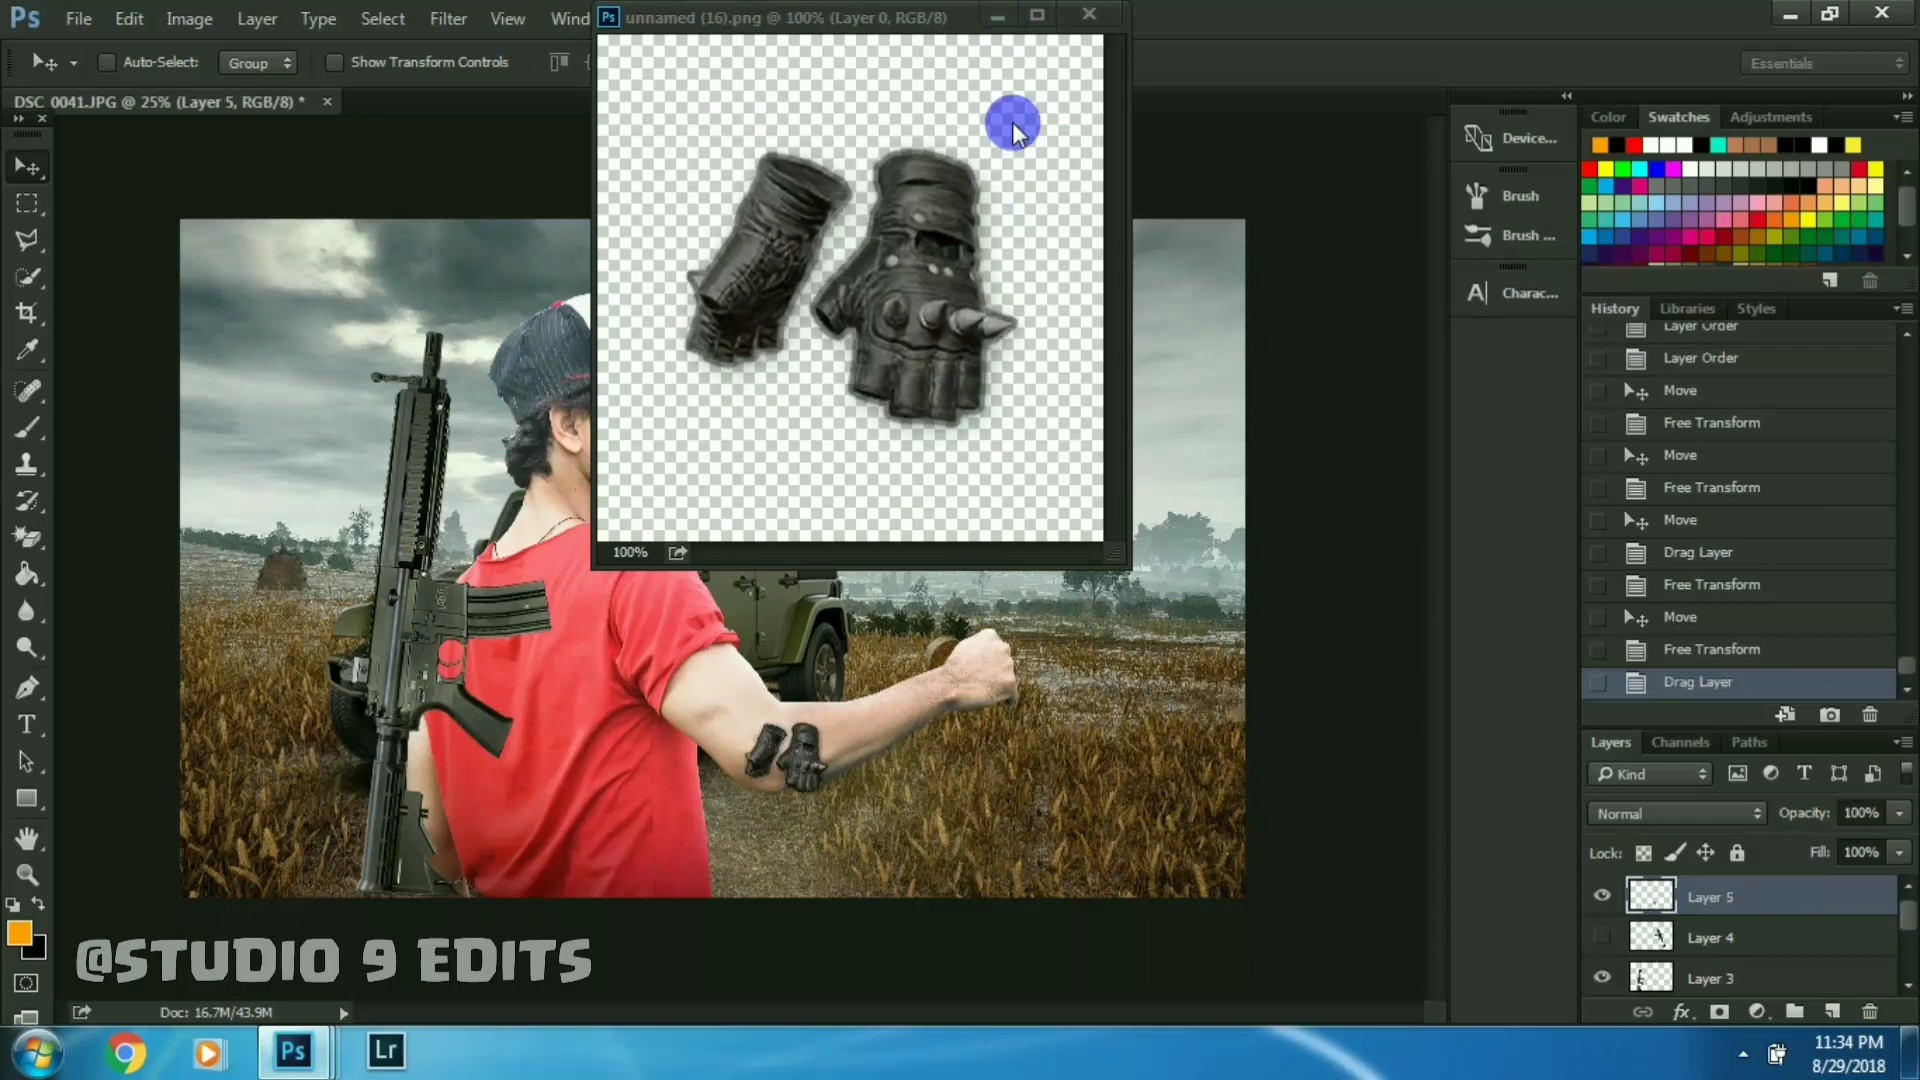 Ps File Edit Image Layer Type Select Filter View Wind
Ps unnamed (16).png @ 100% (Layer 0, RGB/8)
Auto-Select: Group Show Transform Controls
Essentials
DSC 0041.JPG @ 25% (Layer 5, RGB/8) *
Color Swatches Adjustments
Device...
Brush
Brush ...
Charac...
History Libraries Styles
Layer Order
Layer Order
Move
Free Transform
Move
Free Transform
Move
Drag Layer
Free Transform
Move
Free Transform
Drag Layer
100%
Layers Channels Paths
Kind
Normal Opacity: 100%
Lock: Fill: 100%
Layer 5
Layer 4
Layer 3
@STUDIO 9 EDITS
Doc: 16.7M/43.9M
Ps Lr
11:34 PM
8/29/2018